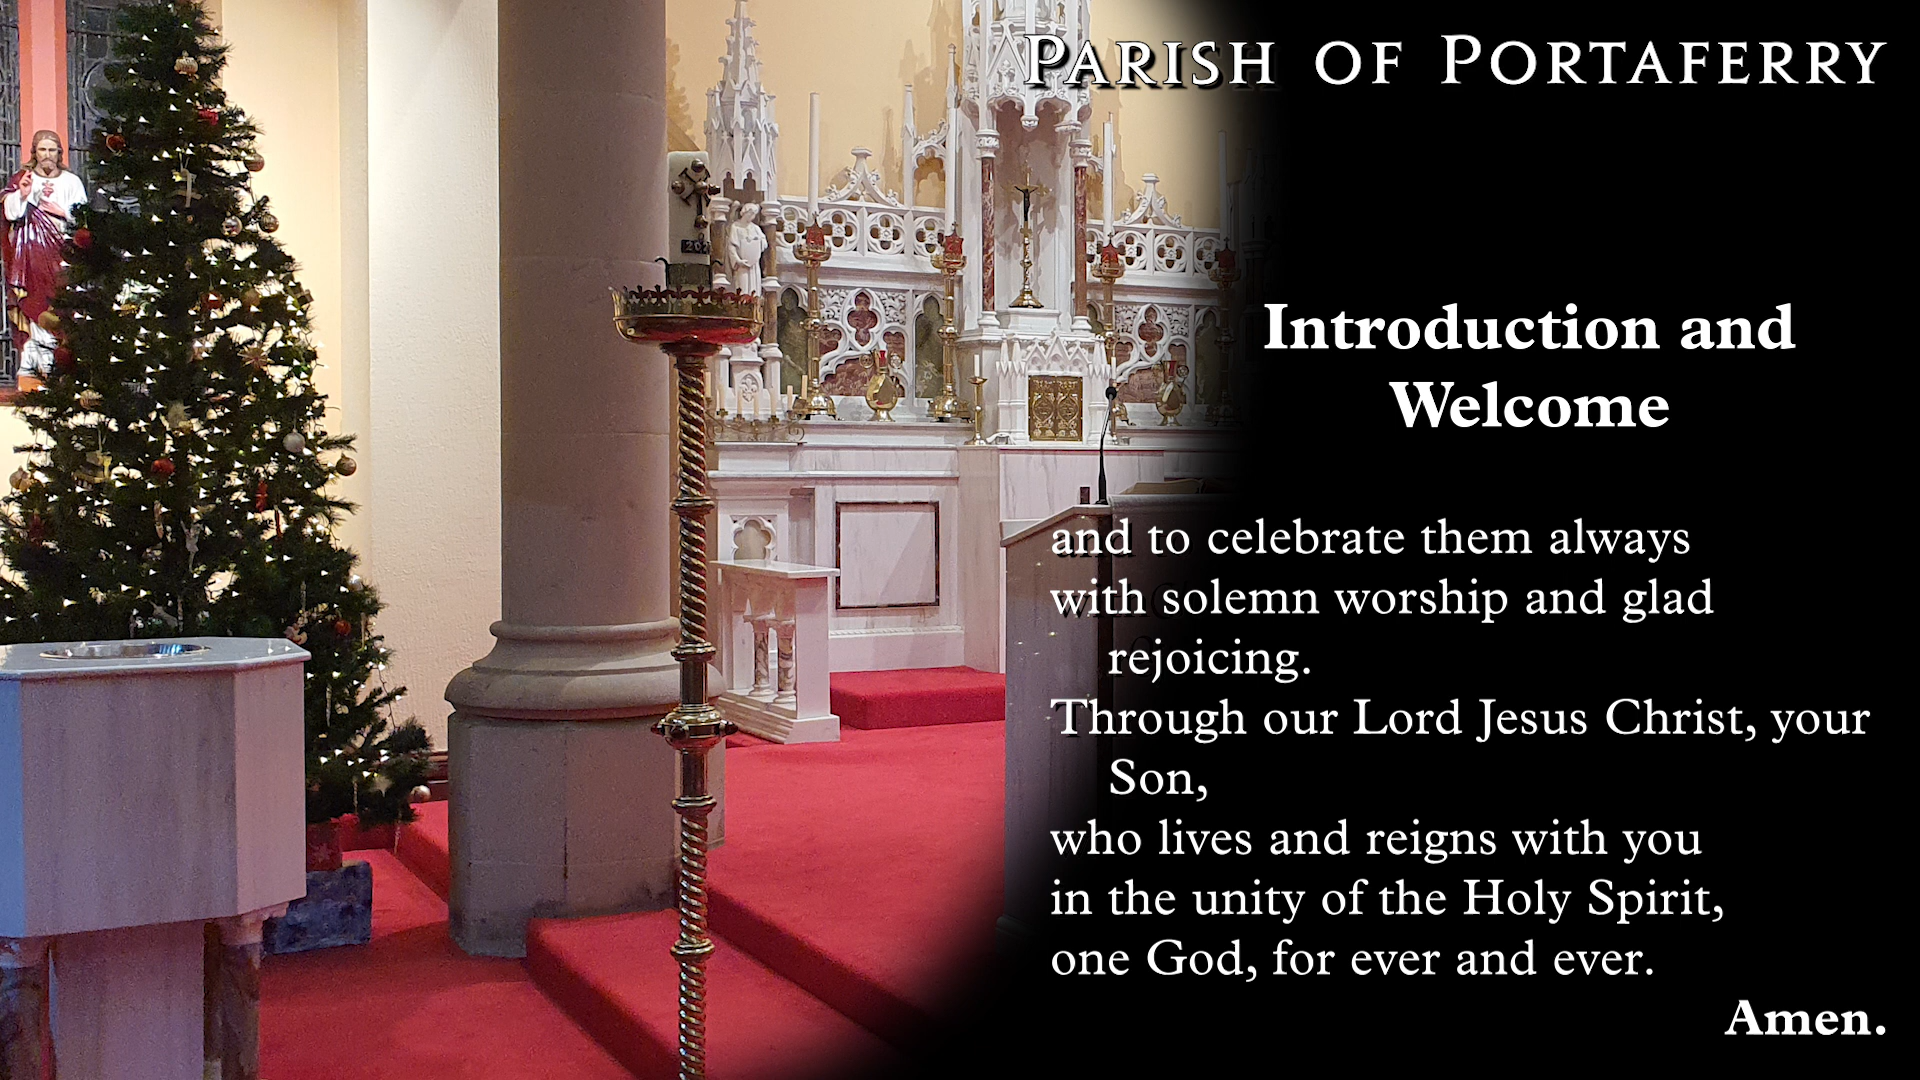 PARISH OF PORTAFERRY
Introduction and
Welcome
and to celebrate them always
with solemn worship and glad
rejoicing.
Through our Lord Jesus Christ, your
Son,
who lives and reigns with you
in the unity of the Holy Spirit,
one God, for ever and ever.
Amen.